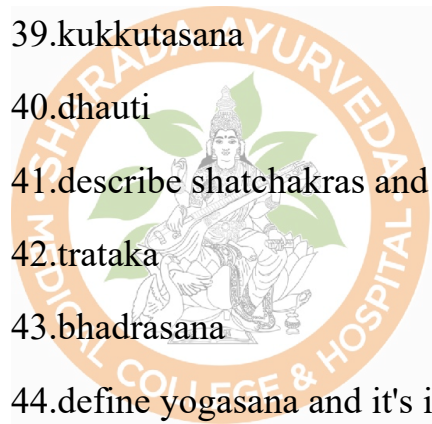 39.kukkutasana
40.dhauti
41.describe shatchakras and
42.trataka
43.bhadrasana
44.define yogasana and it's i
SHARADA AYURVEDA
MEDICAL COLLEGE & HOSPITAL